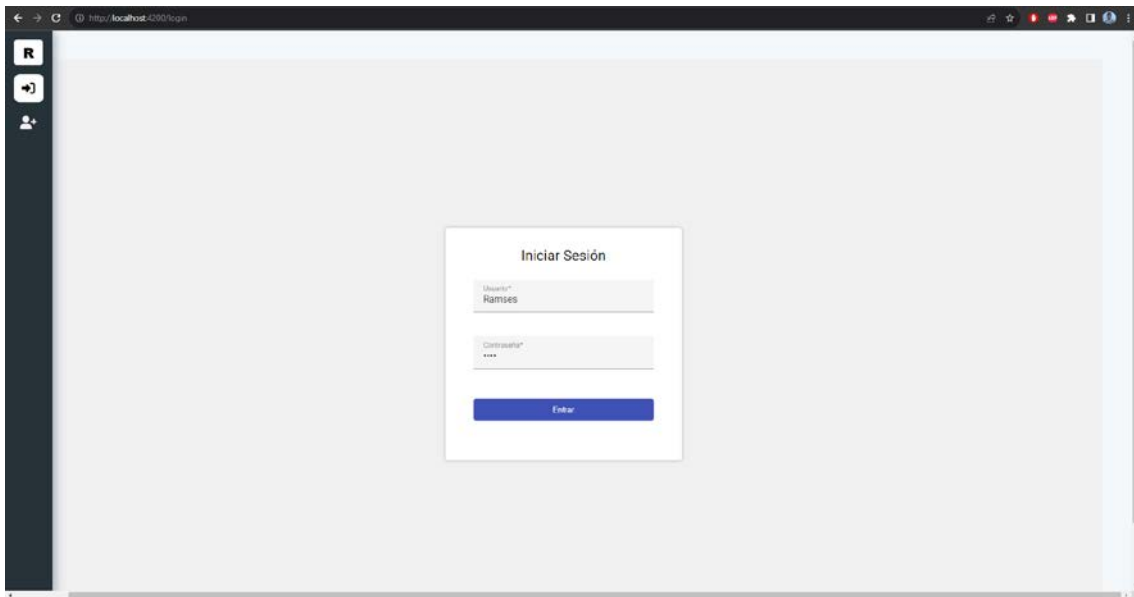 http://localhost:4200/login
R
Iniciar Sesión
Usuario*
Ramses
Contraseña*
••••
Entrar